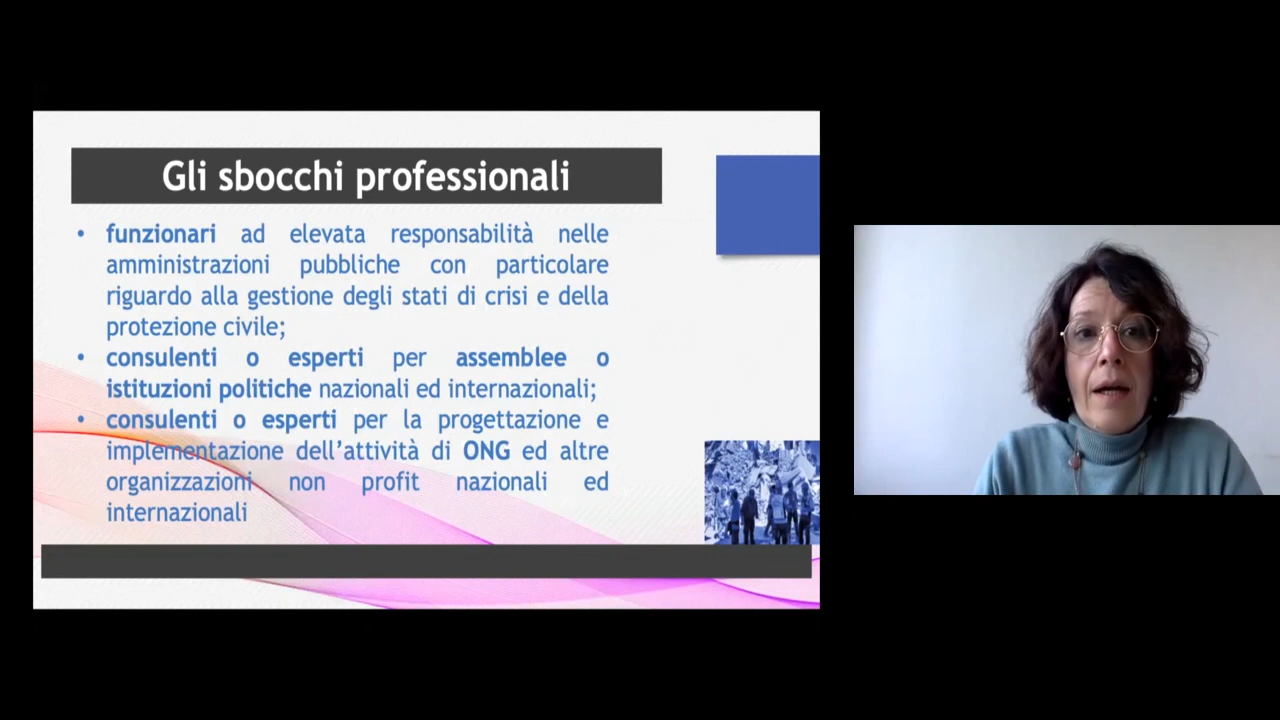 Gli sbocchi professionali
• funzionari ad elevata responsabilità nelle
amministrazioni pubbliche con particolare
riguardo alla gestione degli stati di crisi e della
protezione civile;
• consulenti o esperti per assemblee o
istituzioni politiche nazionali ed internazionali;
• consulenti o esperti per la progettazione e
implementazione dell’attività di ONG ed altre
organizzazioni non profit nazionali ed
internazionali